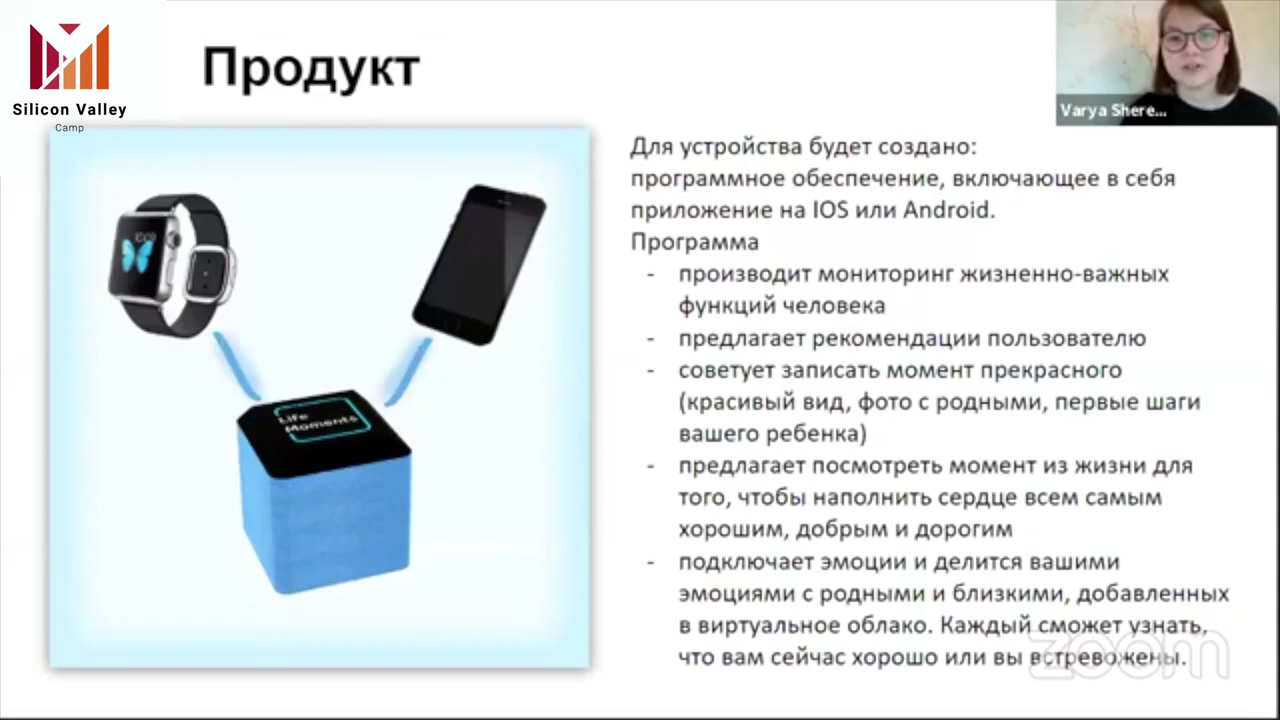 Silicon Valley
Camp
Продукт
Varya Shere...
10:09
Life
Moments
Для устройства будет создано:
программное обеспечение, включающее в себя
приложение на IOS или Android.
Программа
- производит мониторинг жизненно-важных
функций человека
- предлагает рекомендации пользователю
- советует записать момент прекрасного
(красивый вид, фото с родными, первые шаги
вашего ребенка)
- предлагает посмотреть момент из жизни для
того, чтобы наполнить сердце всем самым
хорошим, добрым и дорогим
- подключает эмоции и делится вашими
эмоциями с родными и близкими, добавленных
в виртуальное облако. Каждый сможет узнать,
что вам сейчас хорошо или вы встревожены.
zoom